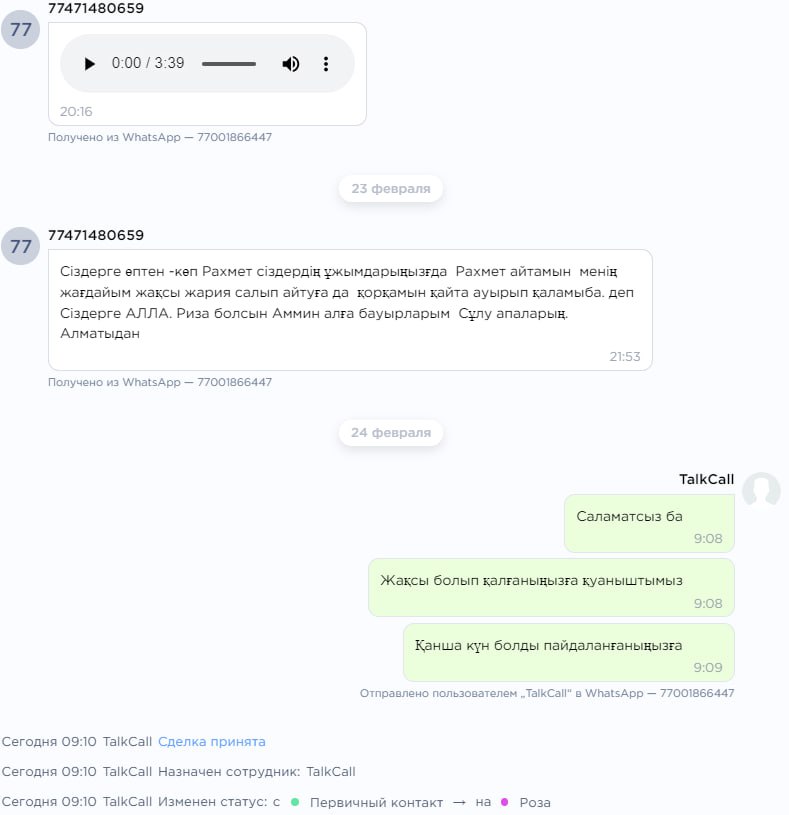 77471480659
77
0:00 / 3:39
20:16
Получено из WhatsApp — 77001866447
23 февраля
77471480659
77
Сіздерге өптен -көп Рахмет сіздердің ұжымдарыңызғда Рахмет айтамын менің
жағдайым жақсы жария салып айтуға да қорқамын қайта ауырып қаламыба. деп
Сіздерге АЛЛА. Риза болсын Аммин алға бауырларым Сұлу апаларың.
Алматыдан
21:53
Получено из WhatsApp — 77001866447
24 февраля
TalkCall
Саламатсыз ба
9:08
Жақсы болып қалғаныңызға қуаныштымыз
9:08
Қанша күн болды пайдаланғаныңызға
9:09
Отправлено пользователем „TalkCall“ в WhatsApp — 77001866447
Сегодня 09:10 TalkCall Сделка принята
Сегодня 09:10 TalkCall Назначен сотрудник: TalkCall
Сегодня 09:10 TalkCall Изменен статус: с Первичный контакт → на Роза